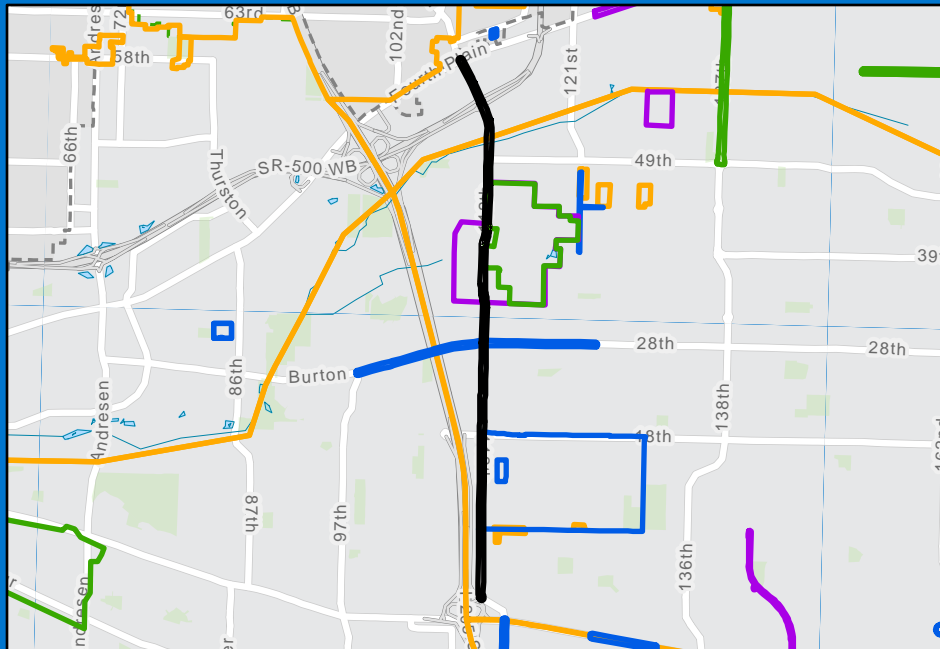 63rd
72
Andres
102nd
58th
Fourth Plain
121st
66th
SR-500 WB
49th
Thurston
39
28th
28th
Burton
86th
138th
Andresen
18th
87th
97th
136th
ndresen